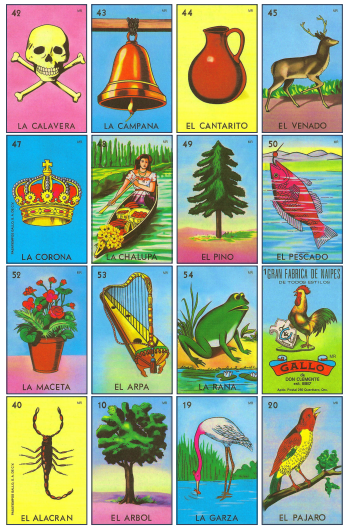 42
LA CALAVERA
43
LA CAMPANA
44
EL CANTARITO
45
EL VENADO
47
LA CORONA
48
LA CHALUPA
49
EL PINO
50
EL PESCADO
52
LA MACETA
53
EL ARPA
54
LA RANA
1
GRAN FABRICA DE NAIPES
DE TODOS ESTILOS
GALLO
de
DON CLEMENTE
40
EL ALACRAN
10
EL ARBOL
19
LA GARZA
20
EL PAJARO